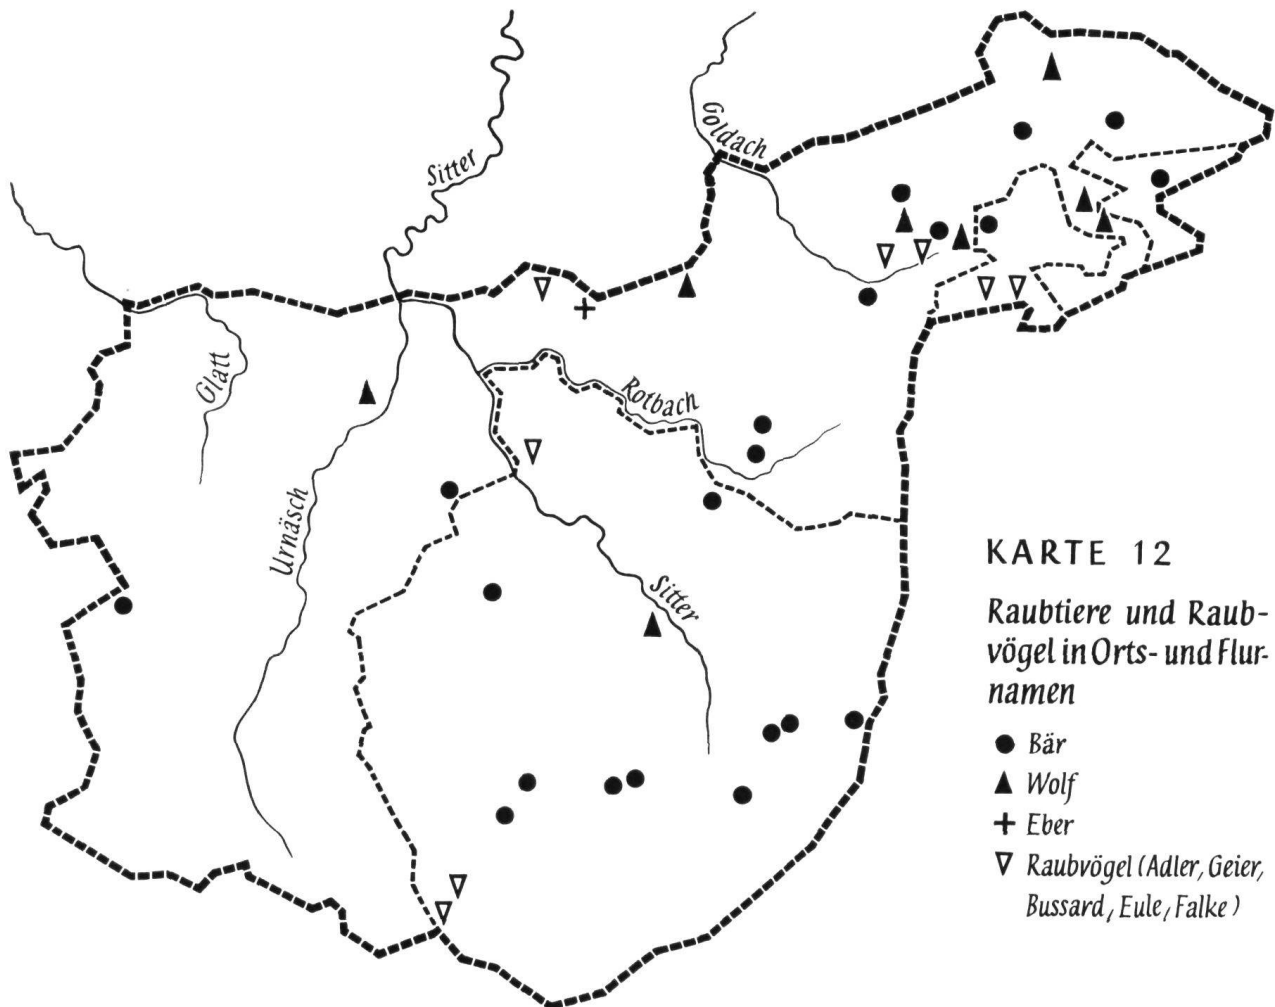 Goldach
Sitter
Glatt
Rotbach
Urnäsch
Sitter
KARTE 12
Raubtiere und Raub-
vögel in Orts- und Flur-
namen
Bär
Wolf
Eber
Raubvögel (Adler, Geier,
Bussard, Eule, Falke)